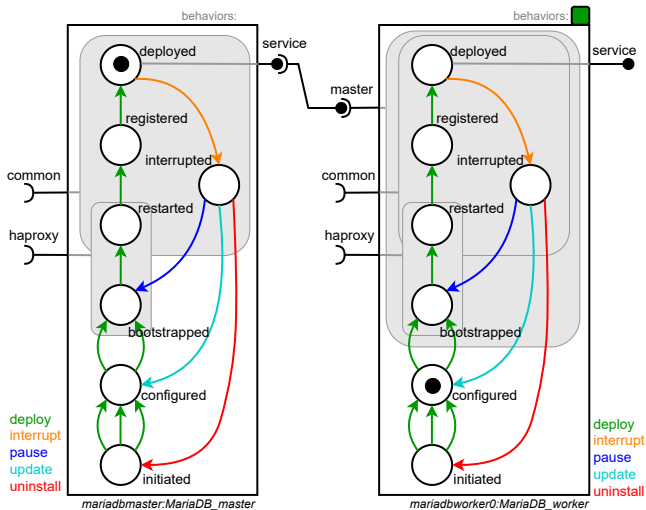 behaviors:
behaviors:
deployed
service
deployed
service
master
registered
registered
interrupted
interrupted
common
common
restarted
restarted
haproxy
haproxy
bootstrapped
bootstrapped
configured
configured
deploy
interrupt
pause
update
uninstall
initiated
initiated
deploy
interrupt
pause
update
uninstall
mariadbmaster:MariaDB_master
mariadbworker0:MariaDB_worker